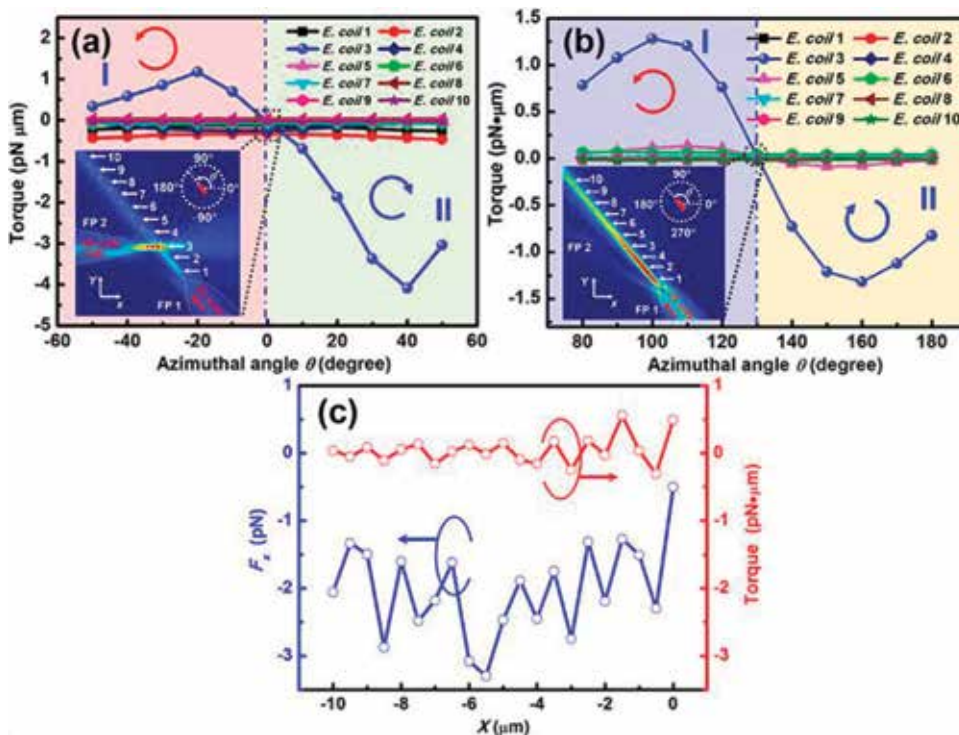 (a)
E. coil 1 E. coil 2
E. coil 3 E. coil 4
E. coil 5 E. coil 6
E. coil 7 E. coil 8
E. coil 9 E. coil 10
I
II
10
9
8
7
6
5
4
3
2
1
90°
180° θ 0°
90°
FP 2
FP 1
Y
x
Torque (pN μm)
2
1
0
-1
-2
-3
-4
-5
-60 -40 -20 0 20 40 60
Azimuthal angle θ (degree)
(b)
E. coil 1 E. coil 2
E. coil 3 E. coil 4
E. coil 5 E. coil 6
E. coil 7 E. coil 8
E. coil 9 E. coil 10
I
II
10
9
8
7
6
5
4
3
2
1
90°
180° θ 0°
270°
FP 2
FP 1
Y
x
Torque (pN•μm)
1.5
1.0
0.5
0.0
-0.5
-1.0
-1.5
80 100 120 140 160 180
Azimuthal angle θ (degree)
(c)
Fx (pN)
1
0
-1
-2
-3
Torque (pN•μm)
1
0
-1
-2
-3
-10 -8 -6 -4 -2 0
X (μm)